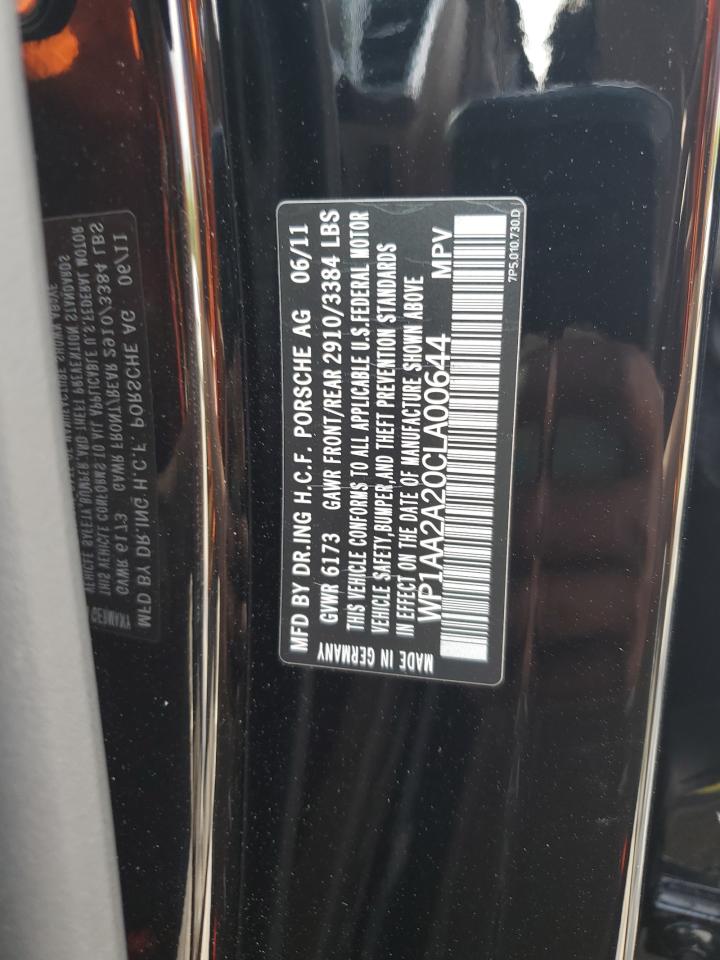 MFD BY DR.ING H.C.F. PORSCHE AG 06/11
GVWR 6173 GAWR FRONT/REAR 2910/3384 LBS
THIS VEHICLE CONFORMS TO ALL APPLICABLE U.S.FEDERAL MOTOR
VEHICLE SAFETY,BUMPER,AND THEFT PREVENTION STANDARDS
IN EFFECT ON THE DATE OF MANUFACTURE SHOWN ABOVE
WP1AA2A20CLA00644 MPV
MADE IN GERMANY
7P5.010.730.D